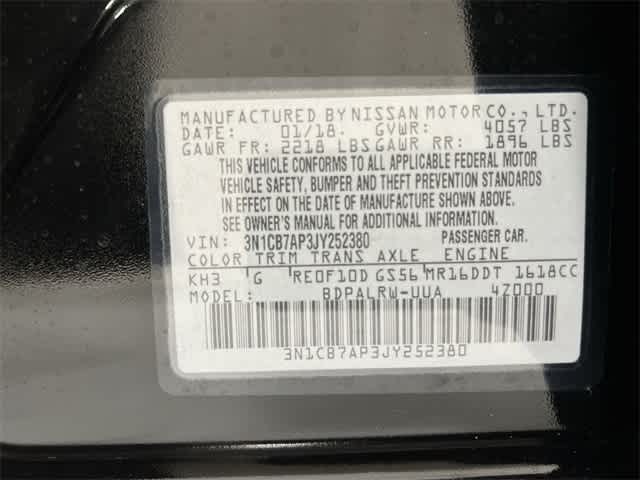 MANUFACTURED BY NISSAN MOTOR CO., LTD.
DATE: 01/18. GVWR: 4057 LBS
GAWR FR: 2218 LBS GAWR RR: 1896 LBS
THIS VEHICLE CONFORMS TO ALL APPLICABLE FEDERAL MOTOR
VEHICLE SAFETY, BUMPER AND THEFT PREVENTION STANDARDS
IN EFFECT ON THE DATE OF MANUFACTURE SHOWN ABOVE.
SEE OWNER'S MANUAL FOR ADDITIONAL INFORMATION.
VIN: 3N1CB7AP3JY252380 PASSENGER CAR.
COLOR TRIM TRANS AXLE ENGINE
KH3 G RE0F10D GS56 MR16DDT 1618CC
MODEL: BDPALRW-UUA 4Z000
3N1CB7AP3JY252380